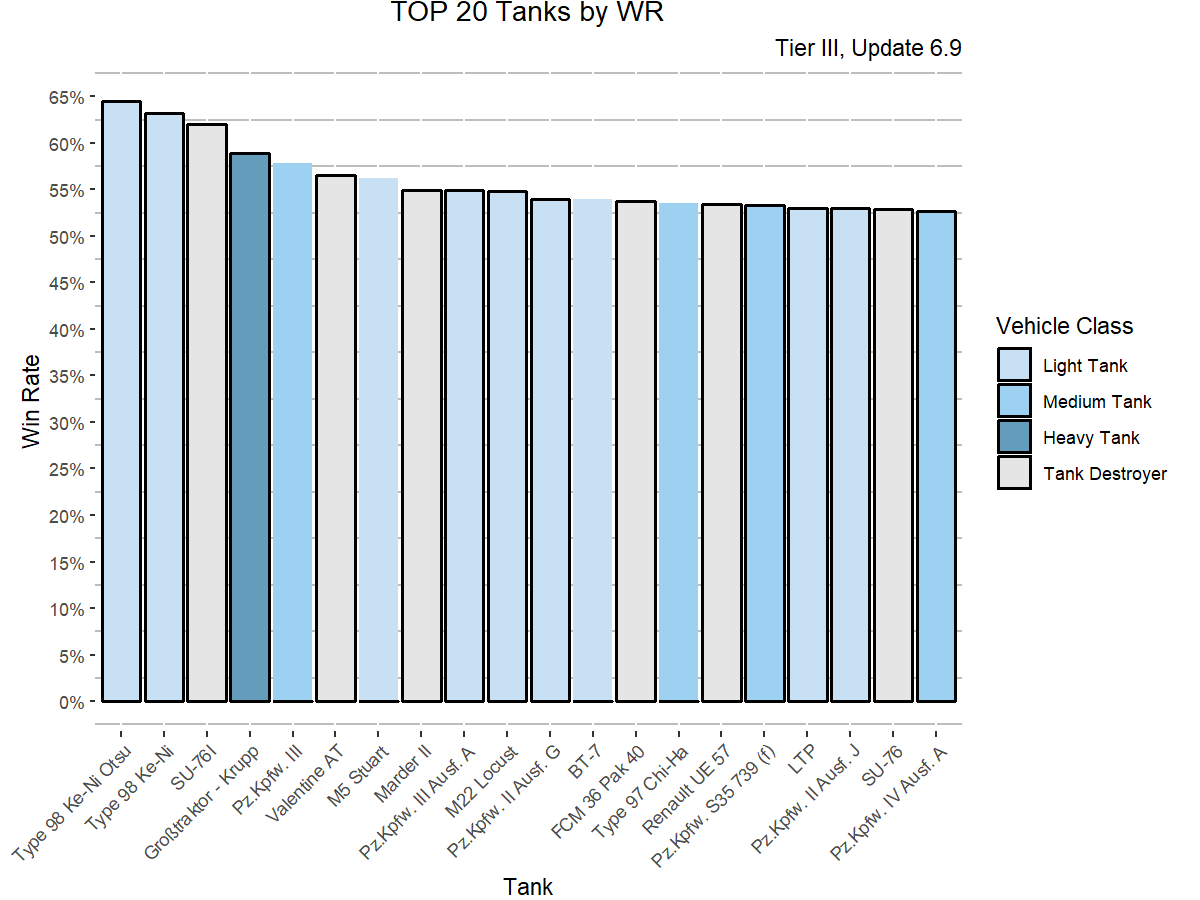 TOP 20 Tanks by WR
Tier III, Update 6.9
Win Rate
65%
60%
55%
50%
45%
40%
35%
30%
25%
20%
15%
10%
5%
0%
Type 98 Ke-Ni Otsu
Type 98 Ke-Ni
SU-76I
Großtraktor - Krupp
Pz.Kpfw. III
Valentine AT
M5 Stuart
Marder II
Pz.Kpfw. III Ausf. A
M22 Locust
Pz.Kpfw. II Ausf. G
BT-7
FCM 36 Pak 40
Type 97 Chi-Ha
Renault UE 57
Pz.Kpfw. S35 739 (f)
LTP
Pz.Kpfw. II Ausf. J
SU-76
Pz.Kpfw. IV Ausf. A
Tank
Vehicle Class
Light Tank
Medium Tank
Heavy Tank
Tank Destroyer